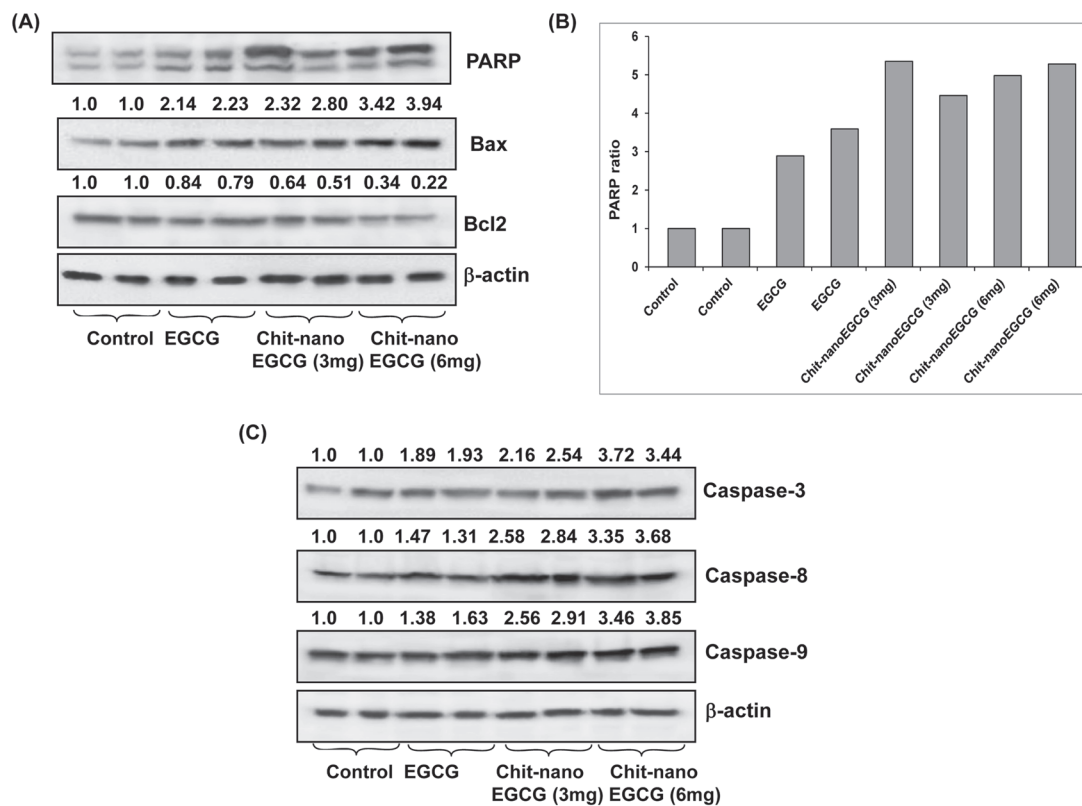 (A)
PARP
1.0 1.0 2.14 2.23 2.32 2.80 3.42 3.94
Bax
1.0 1.0 0.84 0.79 0.64 0.51 0.34 0.22
Bcl2
β-actin
Control EGCG Chit-nano Chit-nano
EGCG (3mg) EGCG (6mg)
(B)
6
5
4
3
2
1
0
PARP ratio
Control
Control
EGCG
EGCG
Chit-nanoEGCG (3mg)
Chit-nanoEGCG (3mg)
Chit-nanoEGCG (6mg)
Chit-nanoEGCG (6mg)
(C)
1.0 1.0 1.89 1.93 2.16 2.54 3.72 3.44
Caspase-3
1.0 1.0 1.47 1.31 2.58 2.84 3.35 3.68
Caspase-8
1.0 1.0 1.38 1.63 2.56 2.91 3.46 3.85
Caspase-9
β-actin
Control EGCG Chit-nano Chit-nano
EGCG (3mg) EGCG (6mg)